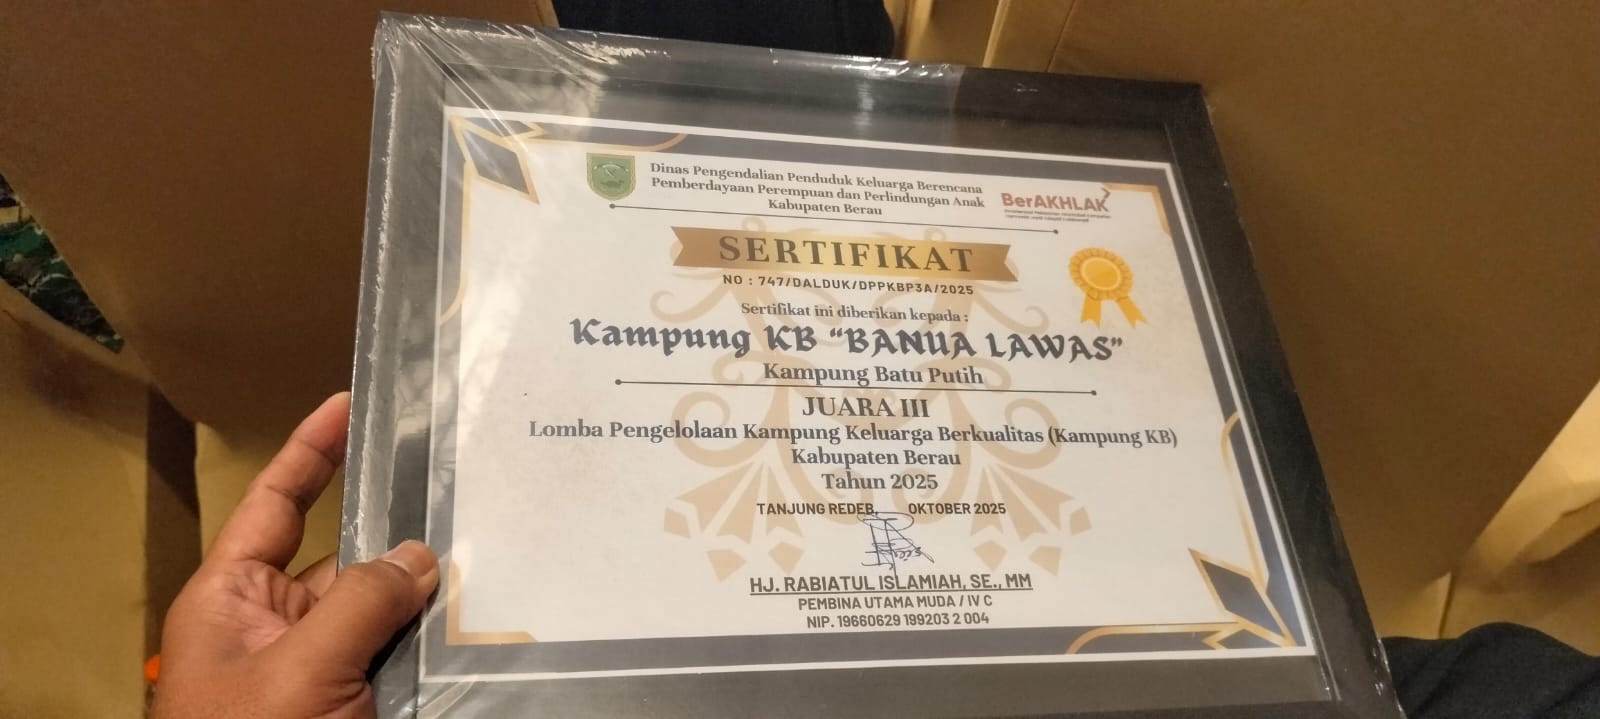 Dinas Pengendalian Penduduk Keluarga Berencana
Pemberdayaan Perempuan dan Perlindungan Anak
Kabupaten Berau
BerAKHLAK
SERTIFIKAT
NO : 747/DALDUK/DPPKBP3A/2025
Sertifikat ini diberikan kepada :
Kampung KB “BANUA LAWAS”
Kampung Batu Putih
JUARA III
Lomba Pengelolaan Kampung Keluarga Berkualitas (Kampung KB)
Kabupaten Berau
Tahun 2025
TANJUNG REDEB, OKTOBER 2025
HJ. RABIATUL ISLAMIAH, SE., MM
PEMBINA UTAMA MUDA / IV C
NIP. 19660629 199203 2 004